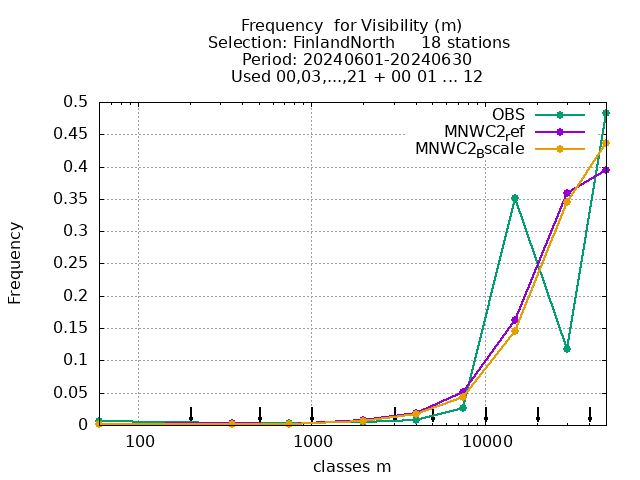 Frequency  for Visibility (m)
Selection: FinlandNorth     18 stations
Period: 20240601-20240630
Used 00,03,...,21 + 00 01 ... 12
OBS
MNWC2ref
MNWC2Bscale
Frequency
0.5
0.45
0.4
0.35
0.3
0.25
0.2
0.15
0.1
0.05
0
100
1000
10000
classes m